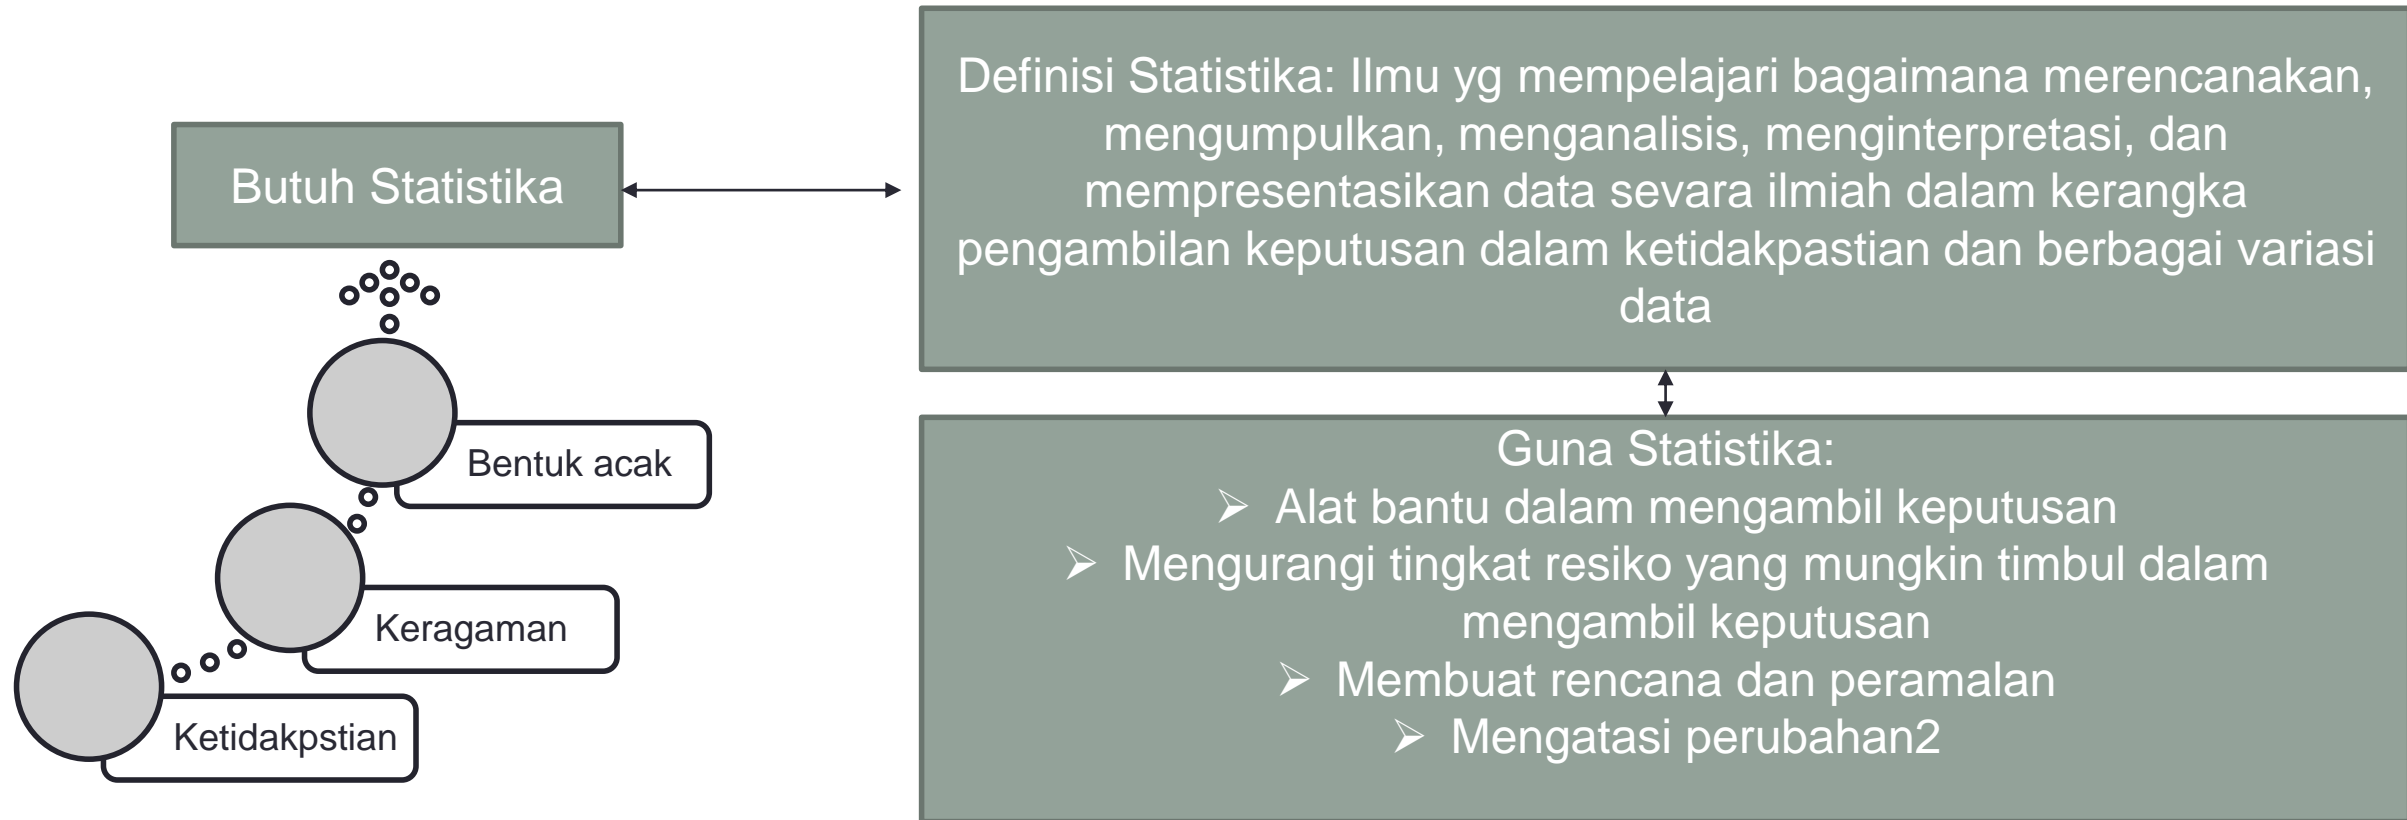 Butuh Statistika
Bentuk acak
Keragaman
Ketidakpstian
Definisi Statistika: Ilmu yg mempelajari bagaimana merencanakan,
mengumpulkan, menganalisis, menginterpretasi, dan
mempresentasikan data sevara ilmiah dalam kerangka
pengambilan keputusan dalam ketidakpastian dan berbagai variasi
data
Guna Statistika:
➢ Alat bantu dalam mengambil keputusan
➢ Mengurangi tingkat resiko yang mungkin timbul dalam
mengambil keputusan
➢ Membuat rencana dan peramalan
➢ Mengatasi perubahan2